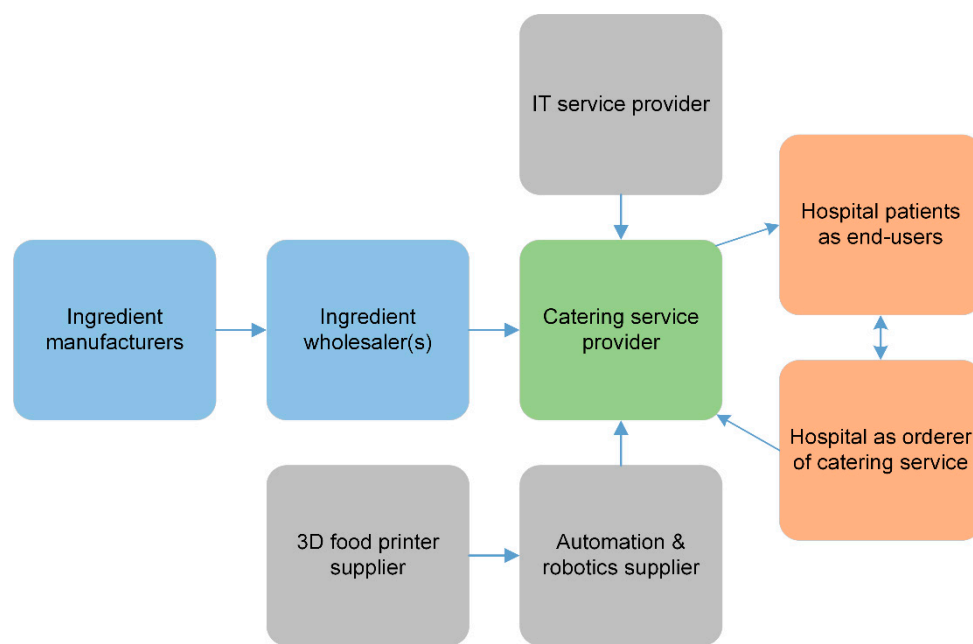 IT service provider
Hospital patients
as end-users
Ingredient
manufacturers
Ingredient
wholesaler(s)
Catering service
provider
Hospital as orderer
of catering service
3D food printer
supplier
Automation &
robotics supplier